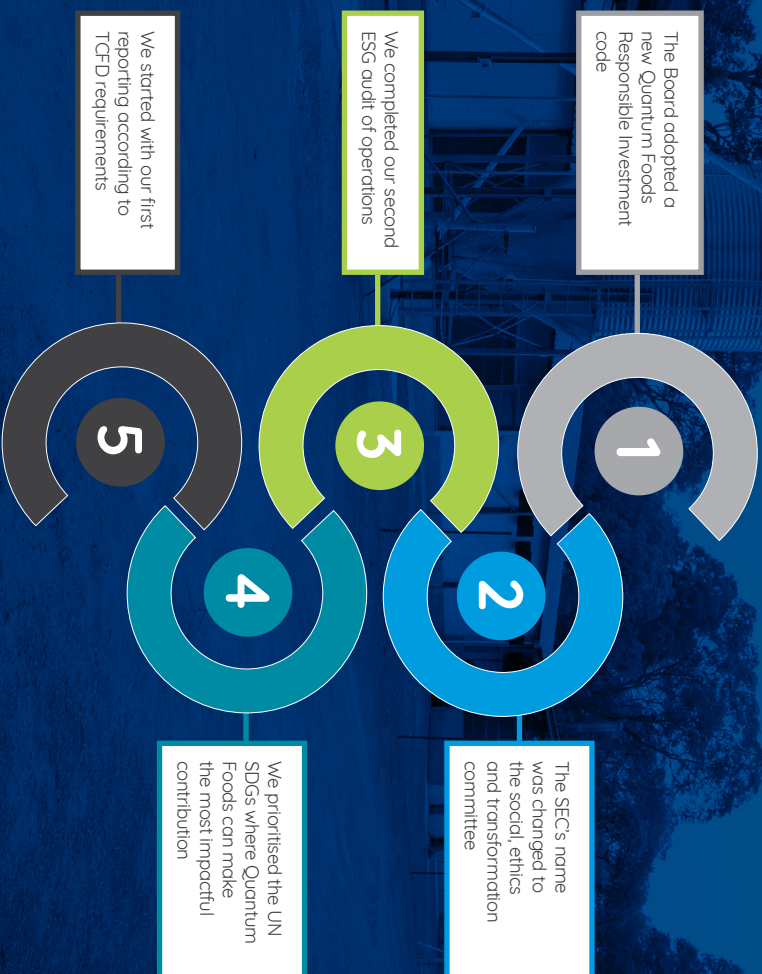 1
The Board adopted a
new Quantum Foods
Responsible Investment
code
2
The SEC's name
was changed to
the social, ethics
and transformation
committee
3
We completed our second
ESG audit of operations
4
We prioritised the UN
SDGs where Quantum
Foods can make
the most impactful
contribution
5
We started with our first
reporting according to
TCFD requirements